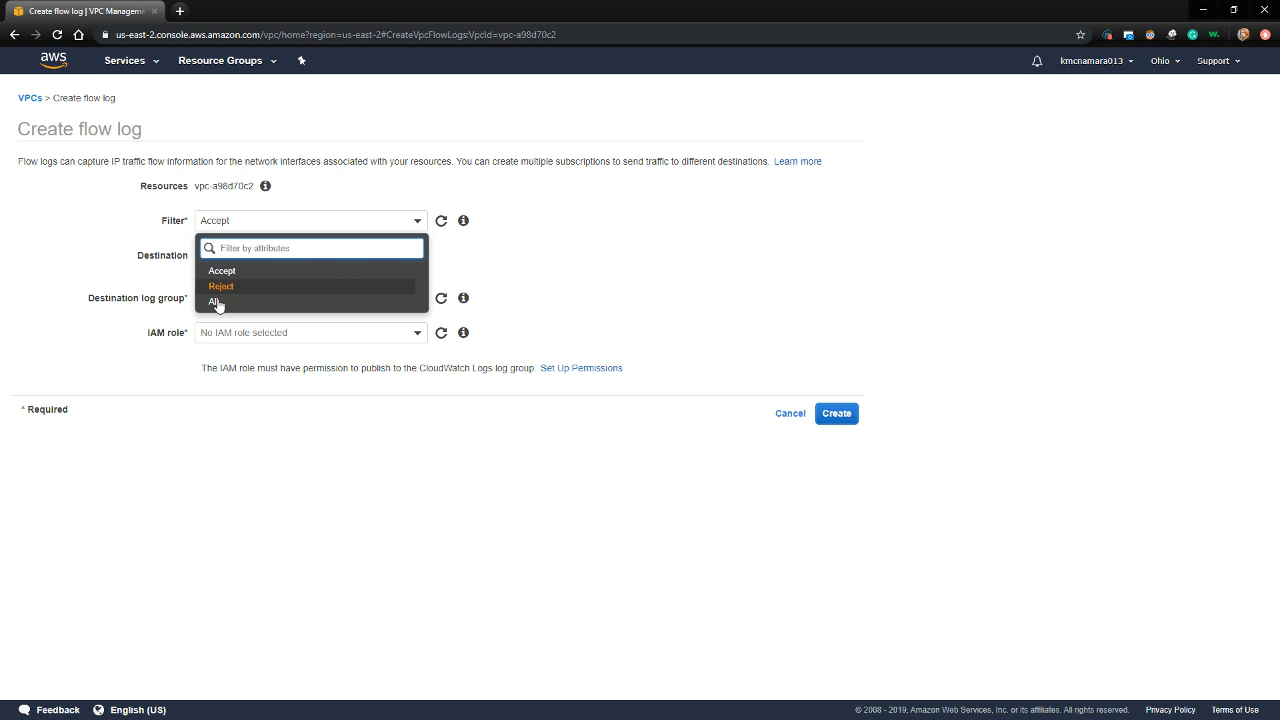 Create flow log | VPC Manageme
us-east-2.console.aws.amazon.com/vpc/home?region=us-east-2#CreateVpcFlowLogs:VpcId=vpc-a98d70c2
aws Services Resource Groups kmcnamara013 Ohio Support
VPCs > Create flow log
Create flow log
Flow logs can capture IP traffic flow information for the network interfaces associated with your resources. You can create multiple subscriptions to send traffic to different destinations. Learn more
Resources vpc-a98d70c2
Filter* Accept
Filter by attributes
Destination
Accept
Reject
All
Destination log group*
IAM role* No IAM role selected
The IAM role must have permission to publish to the CloudWatch Logs log group. Set Up Permissions
* Required
Cancel Create
Feedback English (US) © 2008 - 2019, Amazon Web Services, Inc. or its affiliates. All rights reserved. Privacy Policy Terms of Use